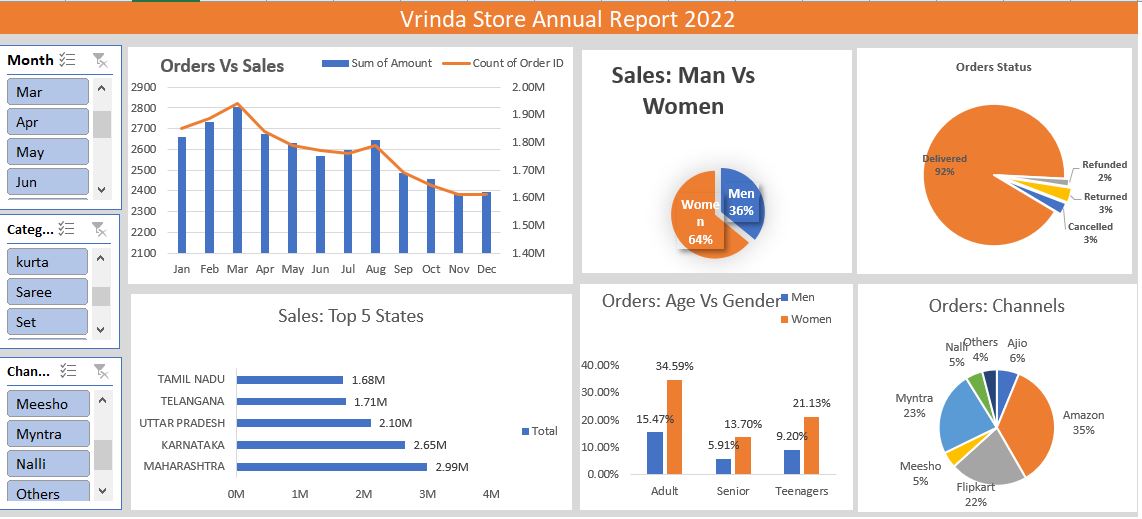 Vrinda Store Annual Report 2022
Month
Mar
Apr
May
Jun
Categ...
kurta
Saree
Set
Chan...
Meesho
Myntra
Nalli
Others
Orders Vs Sales
Sum of Amount
Count of Order ID
2900
2800
2700
2600
2500
2400
2300
2200
2100
2.00M
1.90M
1.80M
1.70M
1.60M
1.50M
1.40M
Jan Feb Mar Apr May Jun Jul Aug Sep Oct Nov Dec
Sales: Man Vs
Women
Men
36%
Wome
n
64%
Orders Status
Delivered
92%
Refunded
2%
Returned
3%
Cancelled
3%
Sales: Top 5 States
TAMIL NADU 1.68M
TELANGANA 1.71M
UTTAR PRADESH 2.10M
KARNATAKA 2.65M
MAHARASHTRA 2.99M
0M 1M 2M 3M 4M
Total
Orders: Age Vs Gender
Men
Women
40.00%
30.00%
20.00%
10.00%
0.00%
15.47% 34.59%
5.91% 13.70%
9.20% 21.13%
Adult Senior Teenagers
Orders: Channels
Nalli
5%
Others
4%
Ajio
6%
Myntra
23%
Amazon
35%
Meesho
5%
Flipkart
22%